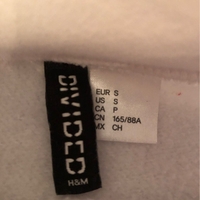 DIVIDED
H&M
EUR S
US S
CA P
CN 165/88A
MX CH